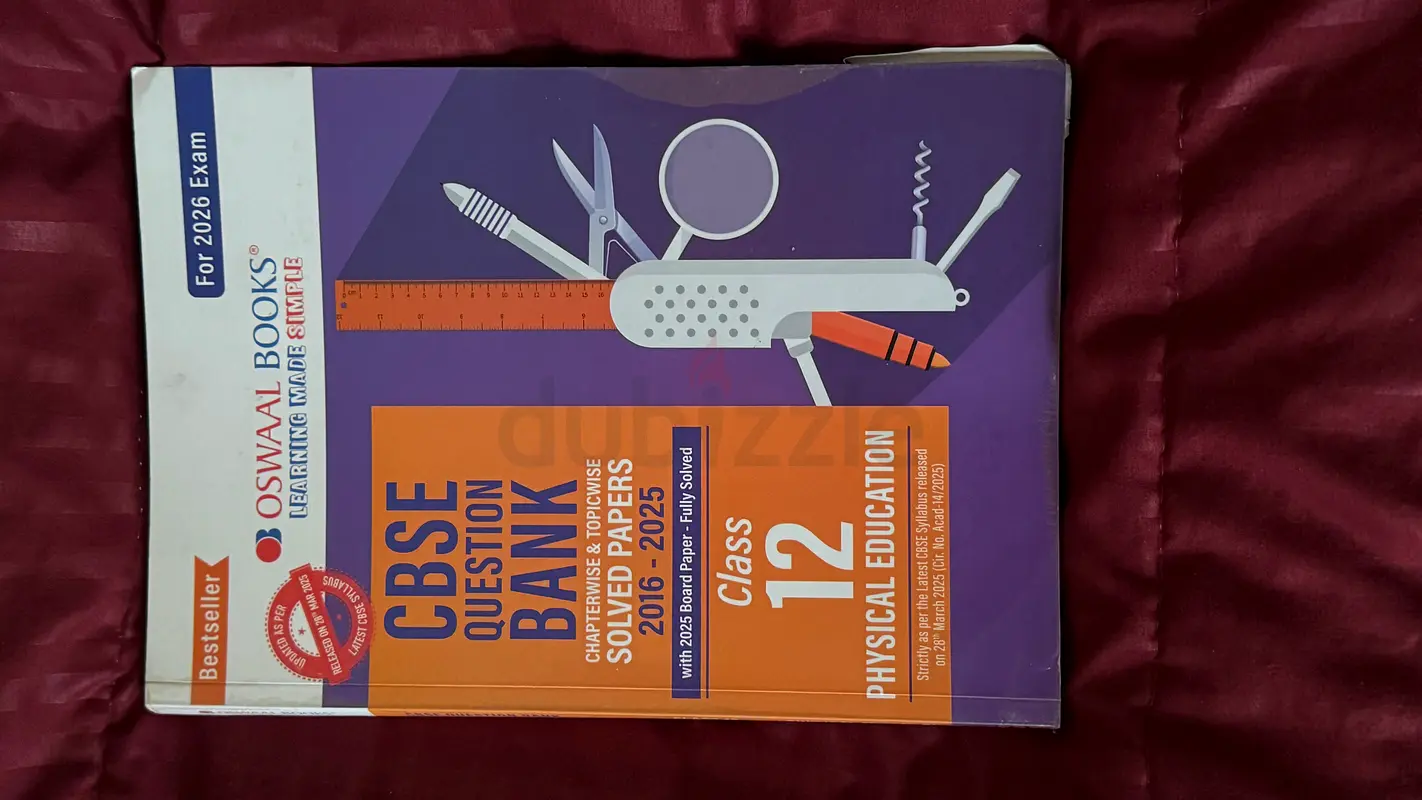 For 2026 Exam
Bestseller
OSWAAL BOOKS®
LEARNING MADE SIMPLE
UPDATED AS PER
LATEST CBSE SYLLABUS
RELEASED ON 28th MAR 2025
CBSE
QUESTION
BANK
CHAPTERWISE & TOPICWISE
SOLVED PAPERS
2016 - 2025
with 2025 Board Paper - Fully Solved
Class
12
PHYSICAL EDUCATION
Strictly as per the Latest CBSE Syllabus released
on 28th March 2025 (Cir. No. Acad-14/2025)
dubizzle